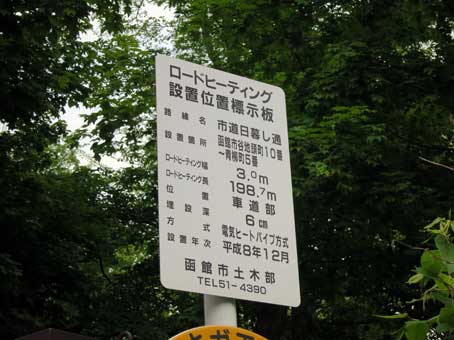 ロードヒーティング
設置位置標示板
路線名 市道日暮し通
設置箇所 函館市谷地頭町10番
~青柳町5番
ロードヒーティング幅 3.0m
ロードヒーティング長 198.7m
位置 車道部
埋設深 6cm
方式 電気ヒートパイプ方式
設置年次 平成8年12月
函館市土木部
TEL51-4390